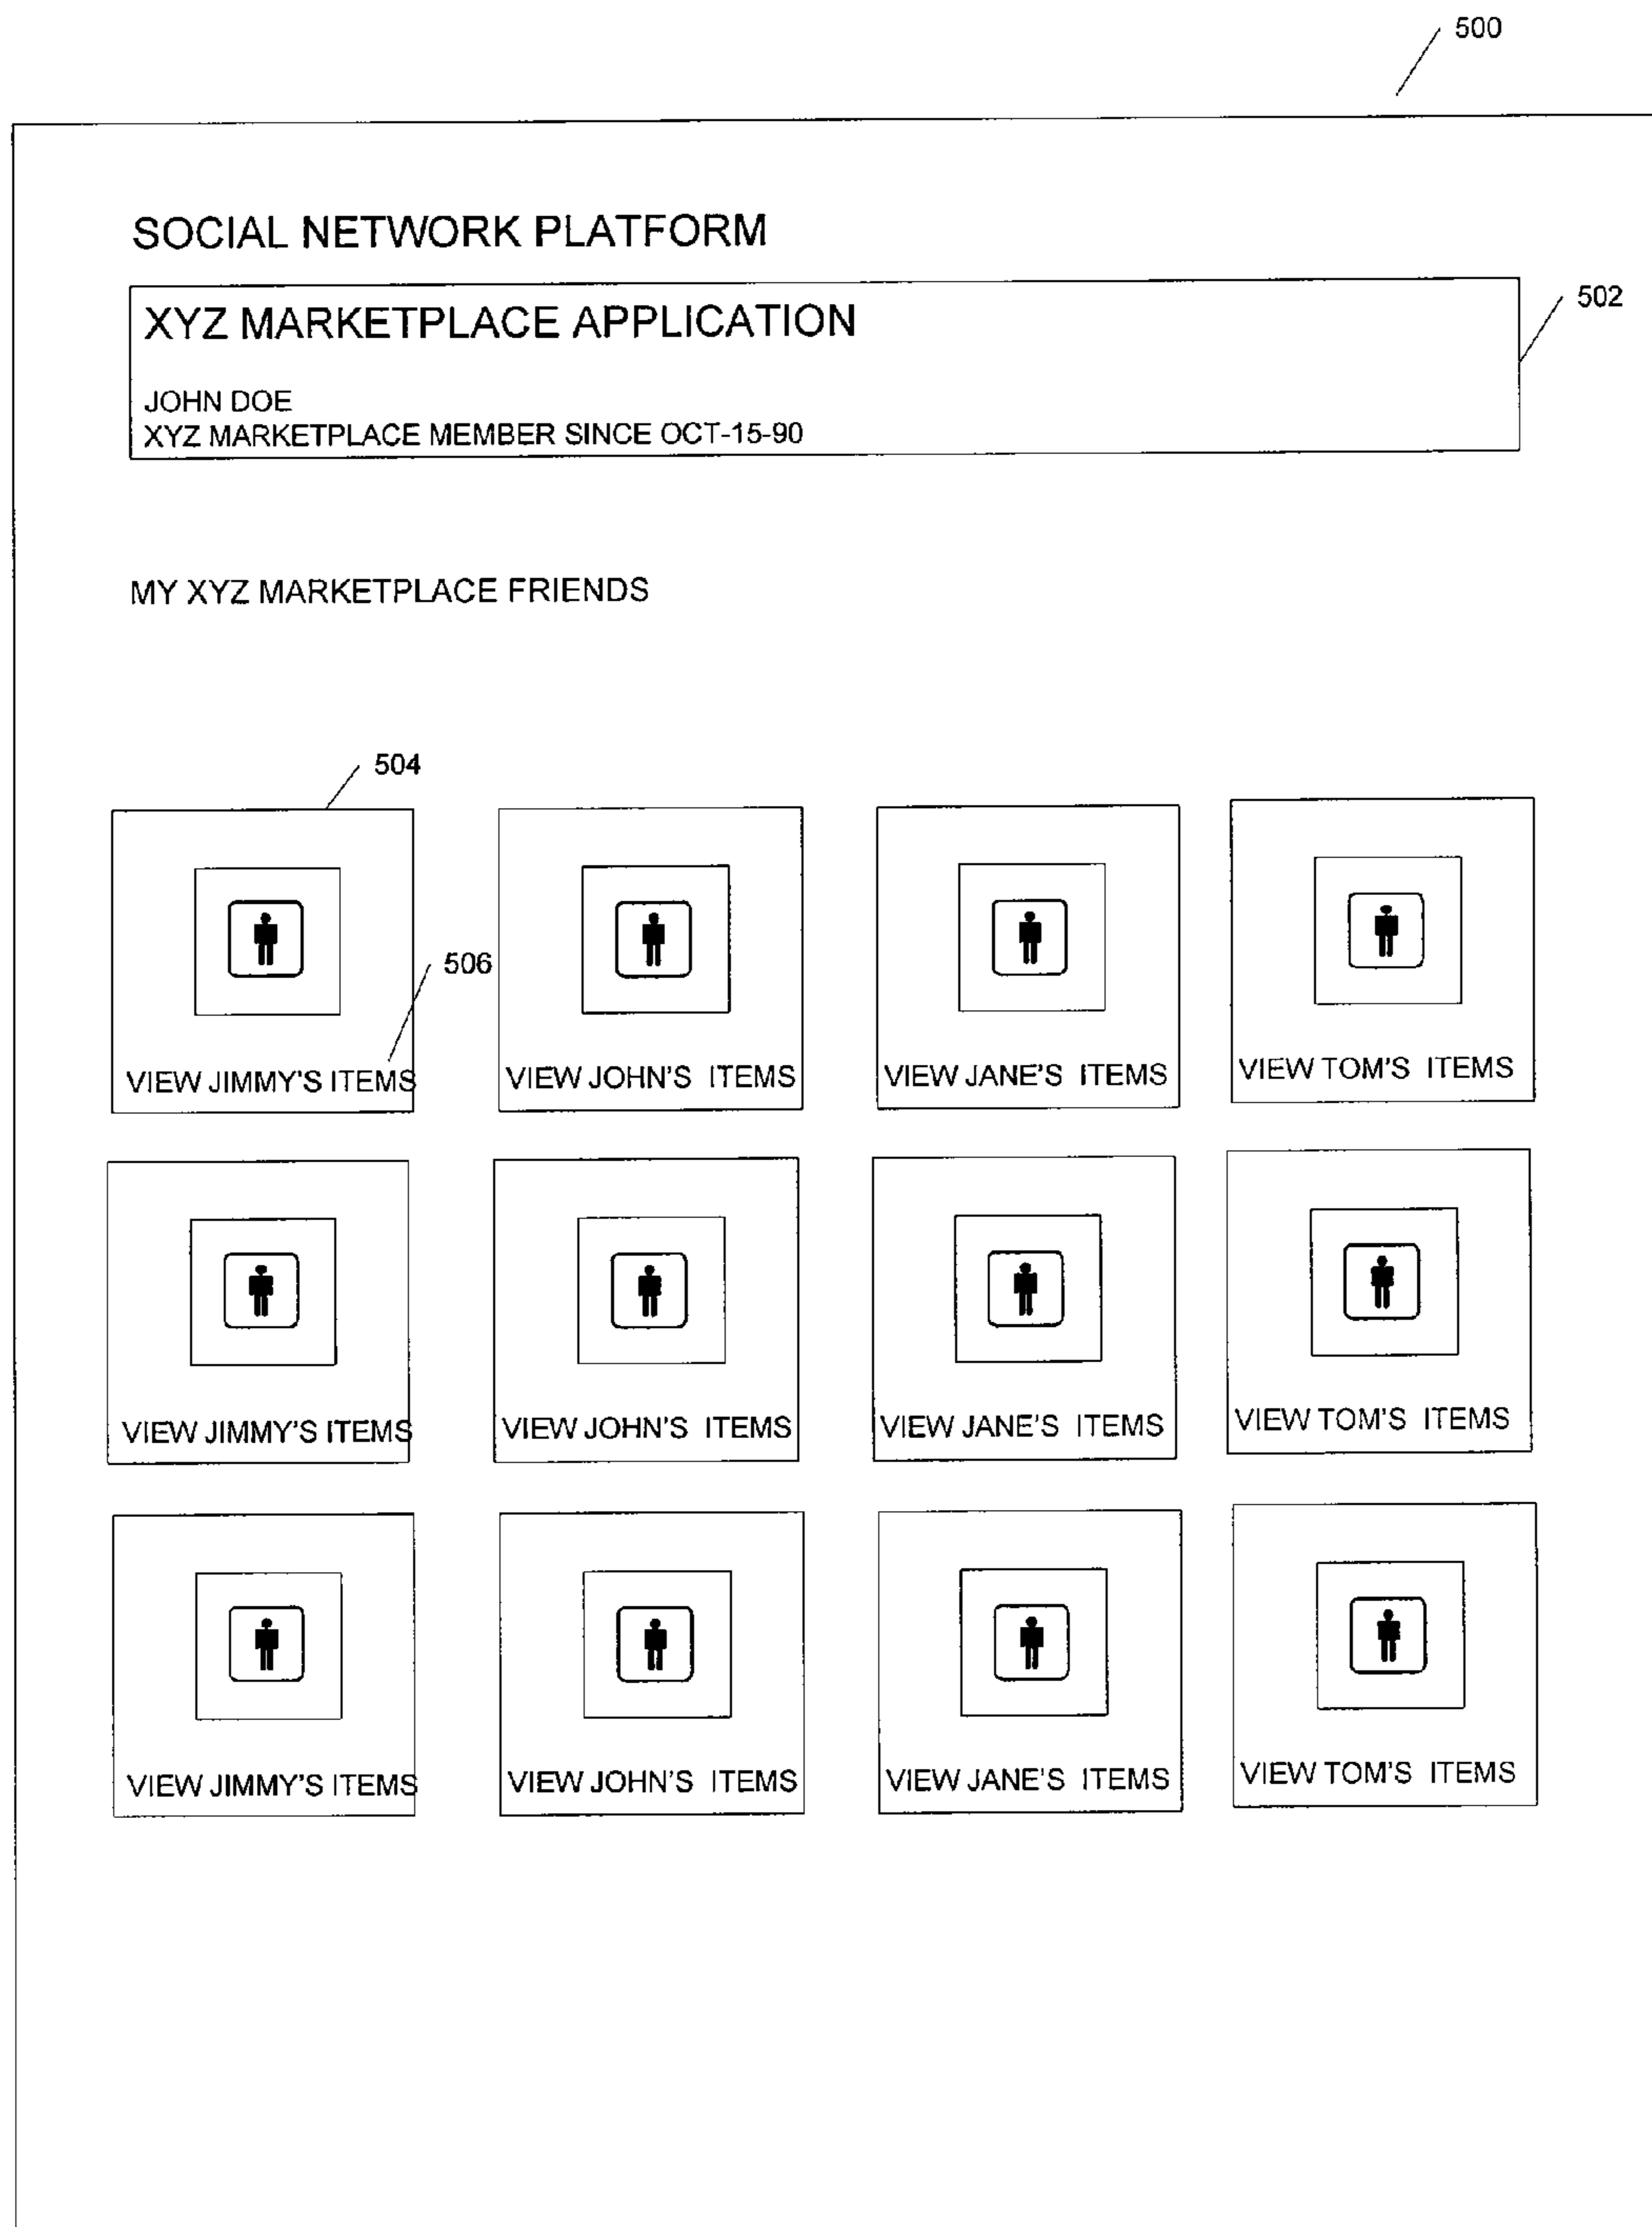 500
SOCIAL NETWORK PLATFORM
XYZ MARKETPLACE APPLICATION
502
JOHN DOE
XYZ MARKETPLACE MEMBER SINCE OCT-15-90
MY XYZ MARKETPLACE FRIENDS
504
506
VIEW JIMMY'S ITEMS
VIEW JOHN'S ITEMS
VIEW JANE'S ITEMS
VIEW TOM'S ITEMS
VIEW JIMMY'S ITEMS
VIEW JOHN'S ITEMS
VIEW JANE'S ITEMS
VIEW TOM'S ITEMS
VIEW JIMMY'S ITEMS
VIEW JOHN'S ITEMS
VIEW JANE'S ITEMS
VIEW TOM'S ITEMS